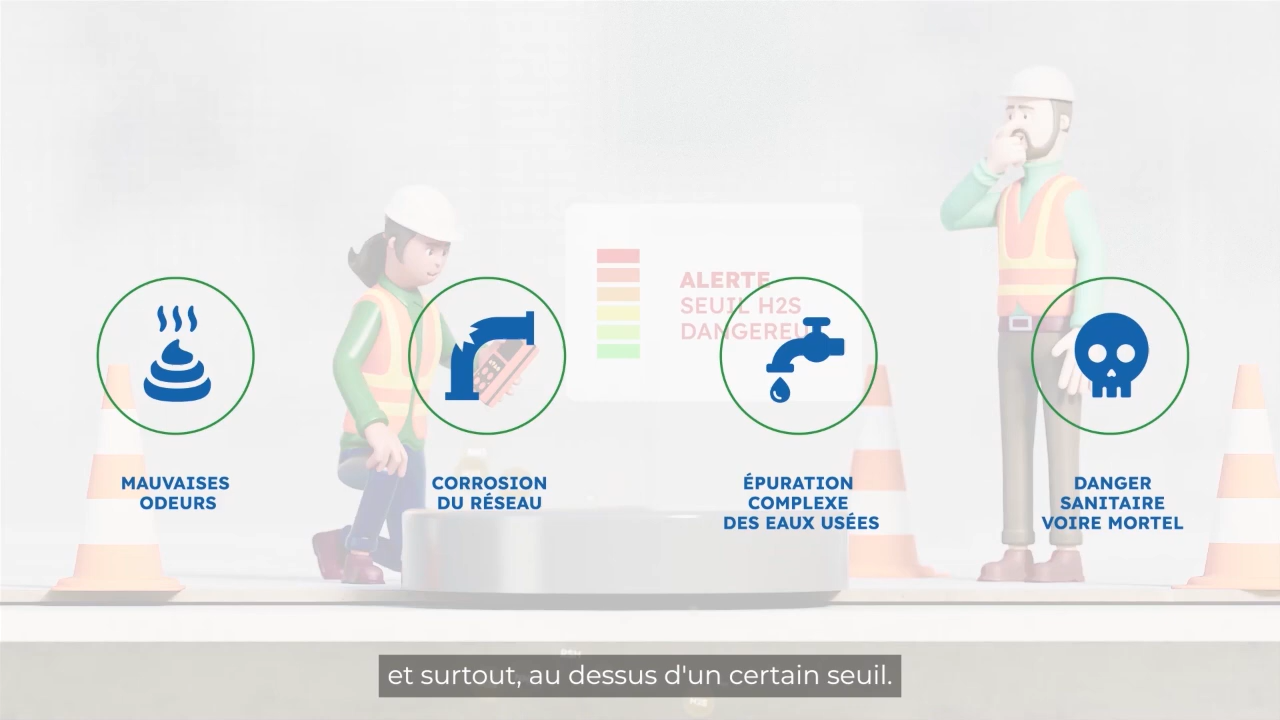 ALERTE
SEUIL H2S
DANGEREU
MAUVAISES
ODEURS
CORROSION
DU RÉSEAU
ÉPURATION
COMPLEXE
DES EAUX USÉES
DANGER
SANITAIRE
VOIRE MORTEL
et surtout, au dessus d'un certain seuil.